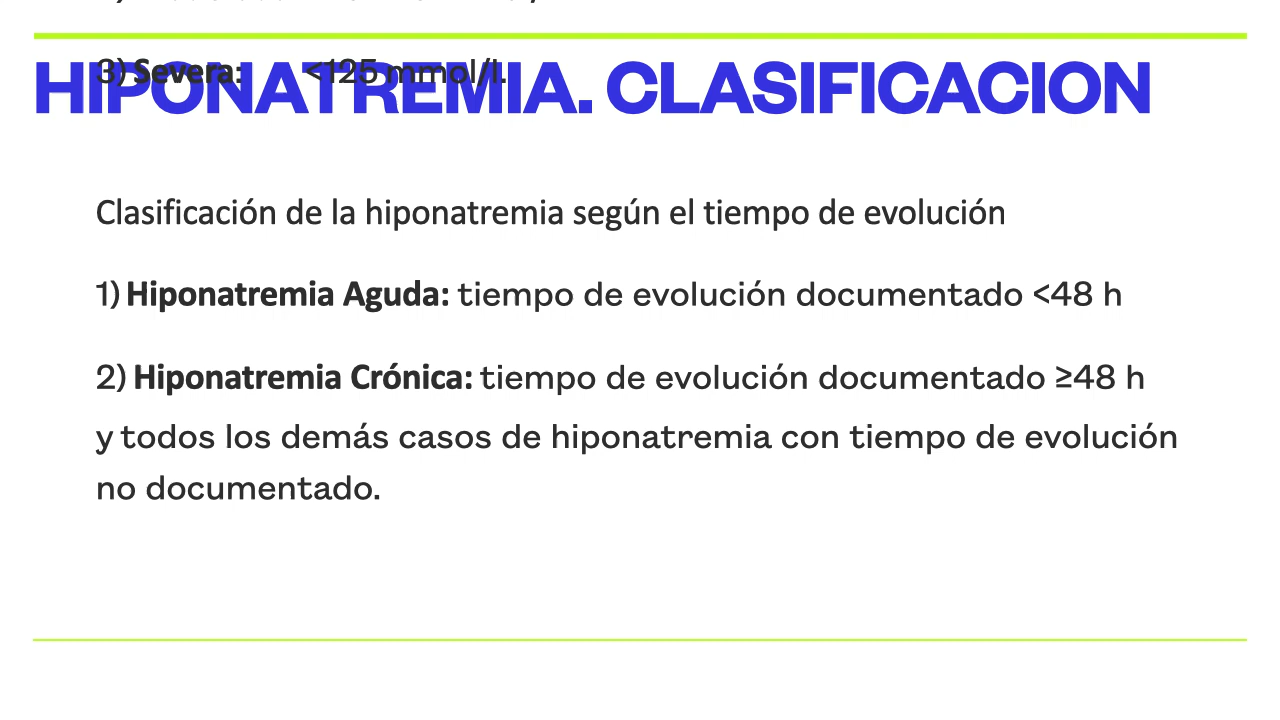 3) Severa: <125 mmol/l.
HIPONATREMIA. CLASIFICACION
Clasificación de la hiponatremia según el tiempo de evolución
1) Hiponatremia Aguda: tiempo de evolución documentado <48 h
2) Hiponatremia Crónica: tiempo de evolución documentado ≥48 h
y todos los demás casos de hiponatremia con tiempo de evolución
no documentado.